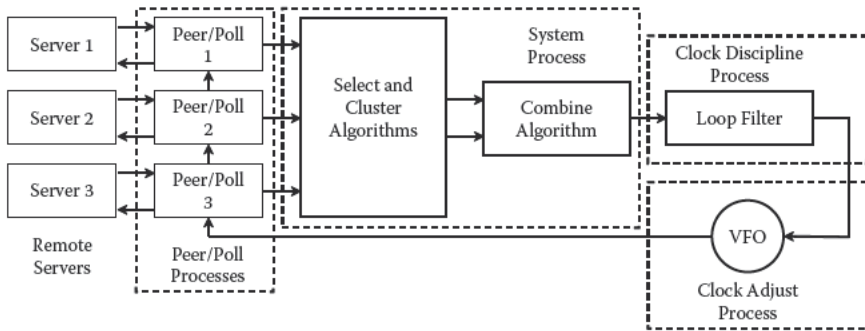 Server 1
Server 2
Server 3
Remote
Servers
Peer/Poll
1
Peer/Poll
2
Peer/Poll
3
Peer/Poll
Processes
Select and
Cluster
Algorithms
System
Process
Combine
Algorithm
Clock Discipline
Process
Loop Filter
VFO
Clock Adjust
Process